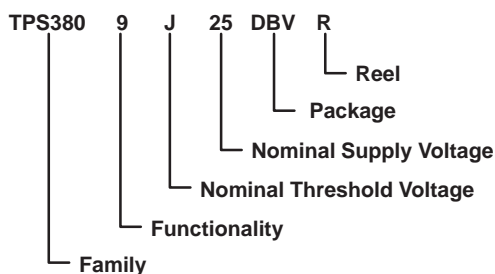 TPS380 9 J 25 DBV R
Reel
Package
Nominal Supply Voltage
Nominal Threshold Voltage
Functionality
Family